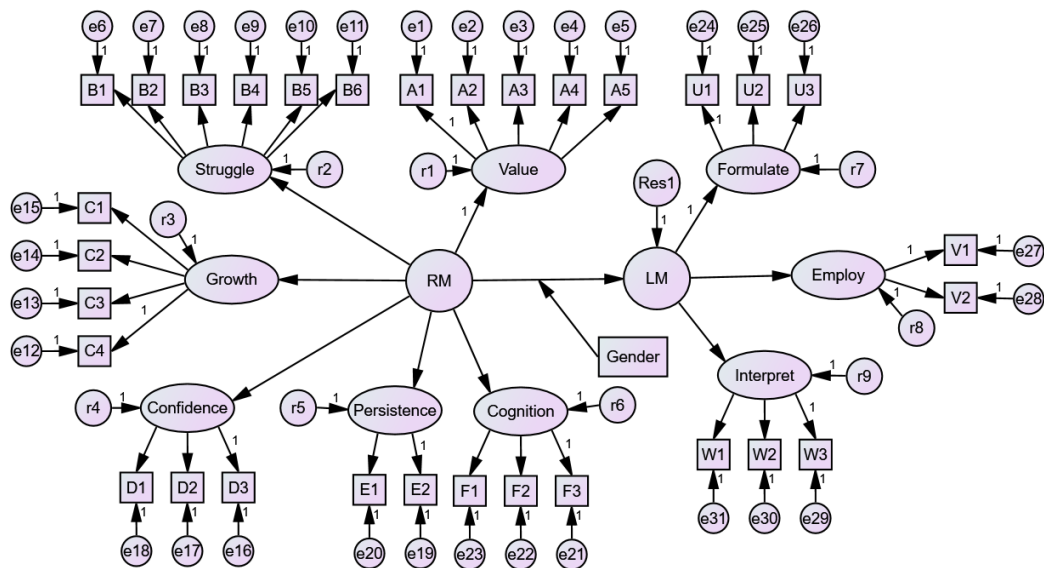 e6 e7 e8 e9 e10 e11 e1 e2 e3 e4 e5 e24 e25 e26
1 1 1 1 1 1 1 1 1 1 1 1 1 1
B1 B2 B3 B4 B5 B6 A1 A2 A3 A4 A5 U1 U2 U3
1 1
Struggle 1 r2 r1 1 Value Formulate 1 r7
e15 1 C1 r3 Res1
1 1 1 1
e14 1 C2 1 V1 1 e27
Growth RM LM Employ
e13 1 C3 1 V2 1 e28
1 1 r8
e12 1 C4 Gender
Interpret 1 r9
r4 1 Confidence r5 1 Persistence Cognition 1 r6
1 1 1 1
W1 W2 W3
D1 D2 D3 E1 E2 F1 F2 F3
1 1 1
1 1 1 1 1 1 1 1
e31 e30 e29
e18 e17 e16 e20 e19 e23 e22 e21